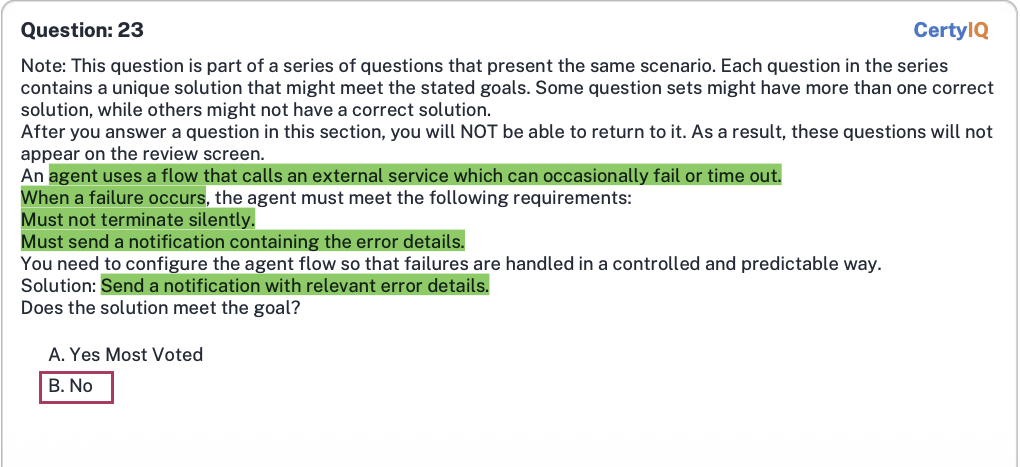 Question: 23
CertyIQ
Note: This question is part of a series of questions that present the same scenario. Each question in the series
contains a unique solution that might meet the stated goals. Some question sets might have more than one correct
solution, while others might not have a correct solution.
After you answer a question in this section, you will NOT be able to return to it. As a result, these questions will not
appear on the review screen.
An agent uses a flow that calls an external service which can occasionally fail or time out.
When a failure occurs, the agent must meet the following requirements:
Must not terminate silently.
Must send a notification containing the error details.
You need to configure the agent flow so that failures are handled in a controlled and predictable way.
Solution: Send a notification with relevant error details.
Does the solution meet the goal?
A. Yes Most Voted
B. No